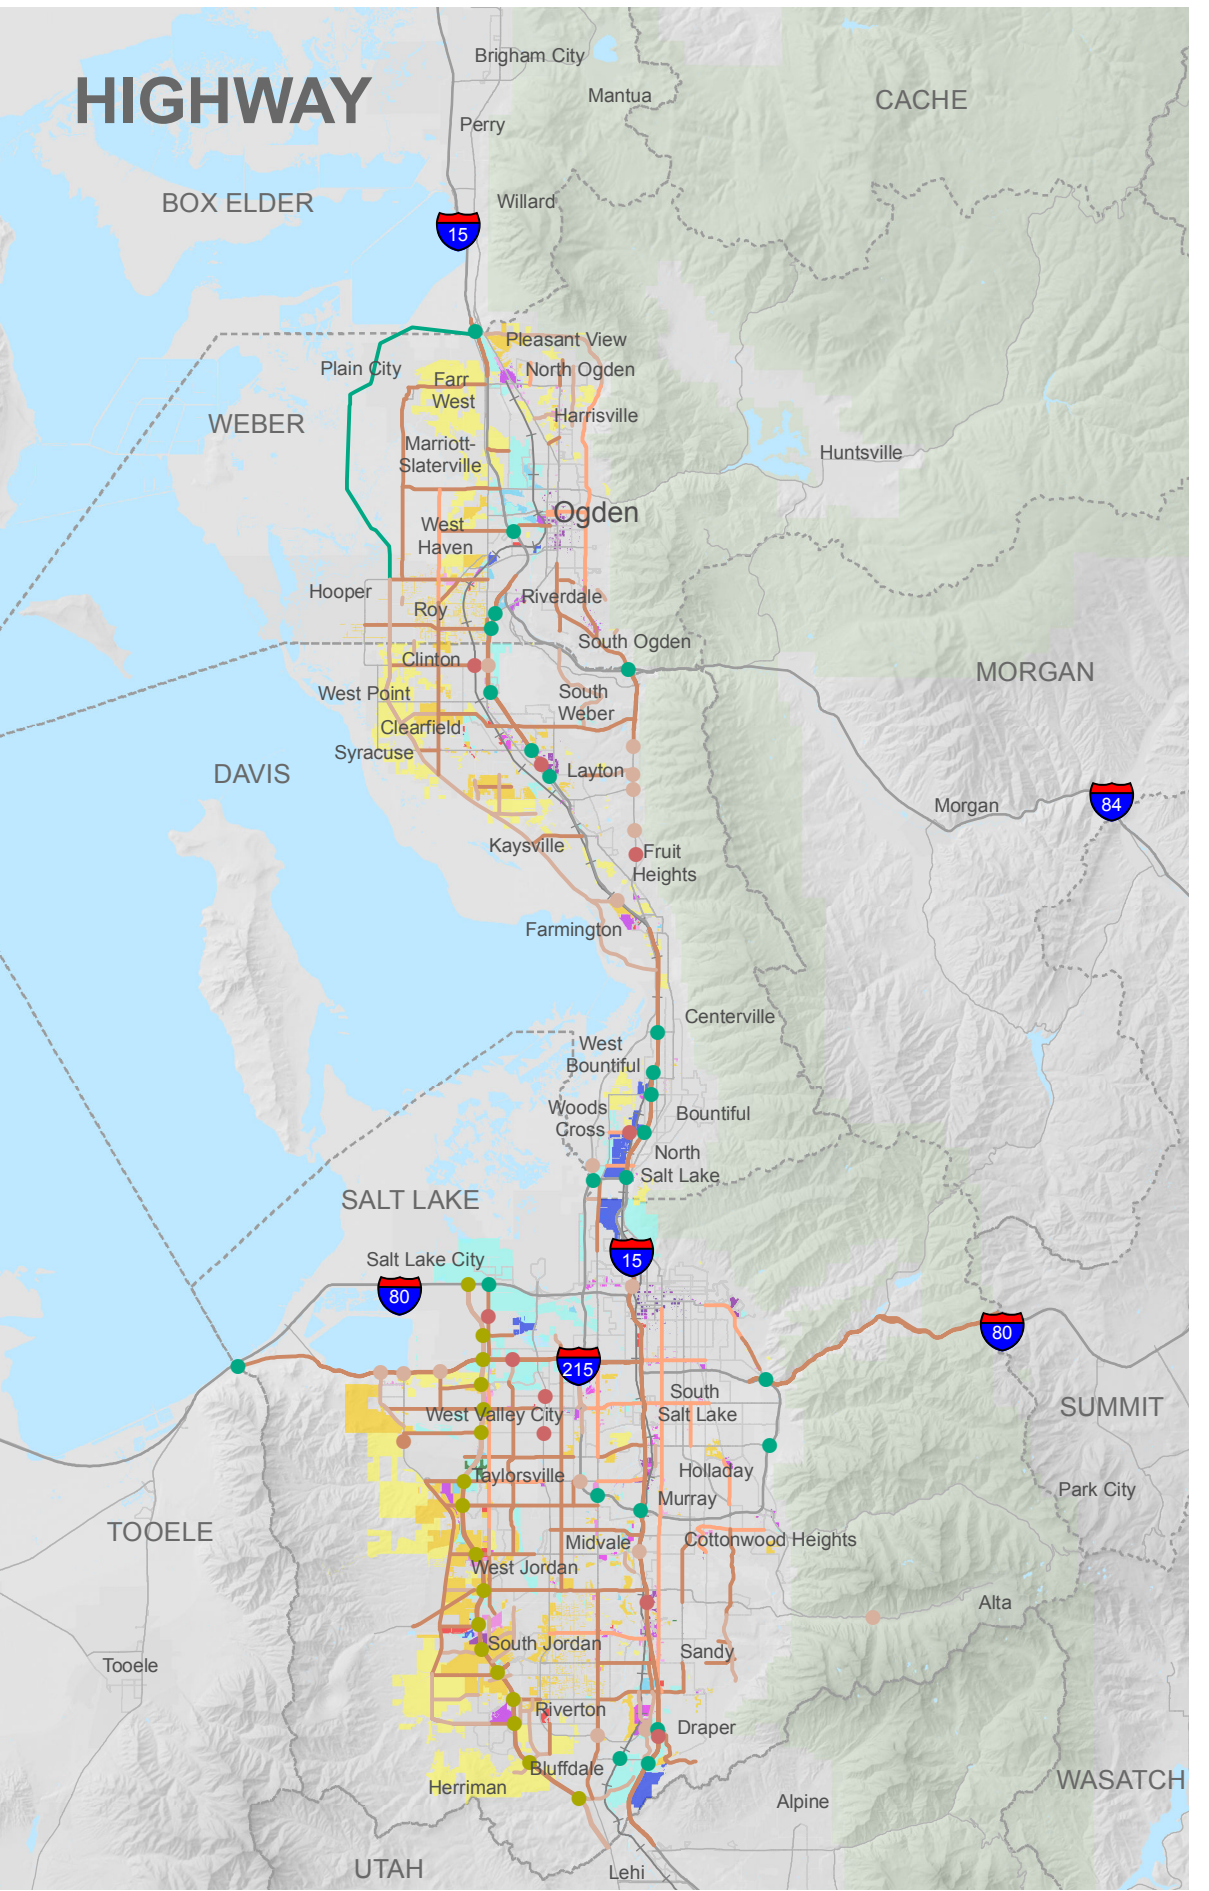 Brigham City
HIGHWAY
Mantua
CACHE
Perry
BOX ELDER
Willard
15
Pleasant View
Plain City
North Ogden
Farr
West
WEBER
Harrisville
Marriott-
Slaterville
Huntsville
Ogden
West
Haven
Hooper
Riverdale
Roy
South Ogden
Clinton
MORGAN
West Point
South
Weber
Clearfield
Syracuse
DAVIS
Layton
Morgan
84
Kaysville
Fruit
Heights
Farmington
Centerville
West
Bountiful
Woods
Cross
Bountiful
North
Salt Lake
SALT LAKE
Salt Lake City
15
80
80
215
South
Salt Lake
SUMMIT
West Valley City
Holladay
Taylorsville
Park City
Murray
TOOELE
Midvale
Cottonwood Heights
West Jordan
Alta
South Jordan
Sandy
Tooele
Riverton
Draper
Bluffdale
Herriman
WASATCH
Alpine
UTAH
Lehi